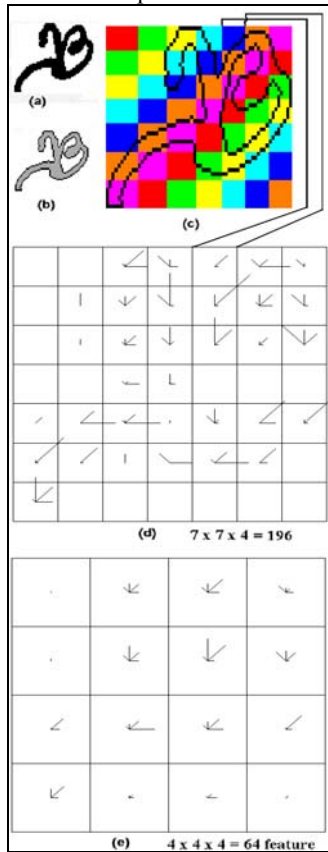 (a)
(b)
(c)
(d) 7 x 7 x 4 = 196
(e) 4 x 4 x 4 = 64 feature